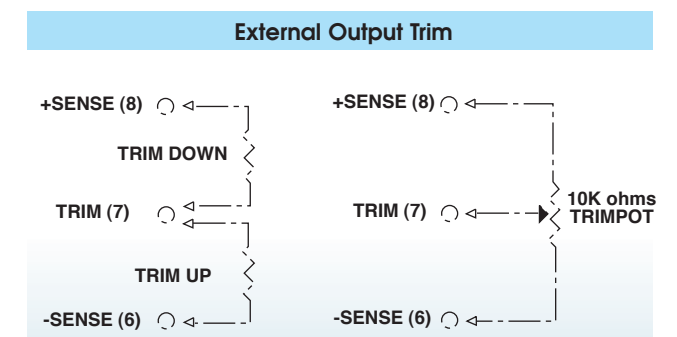 External Output Trim
+SENSE (8)
TRIM DOWN
TRIM (7)
TRIM UP
-SENSE (6)
+SENSE (8)
TRIM (7)
10K ohms
TRIMPOT
-SENSE (6)